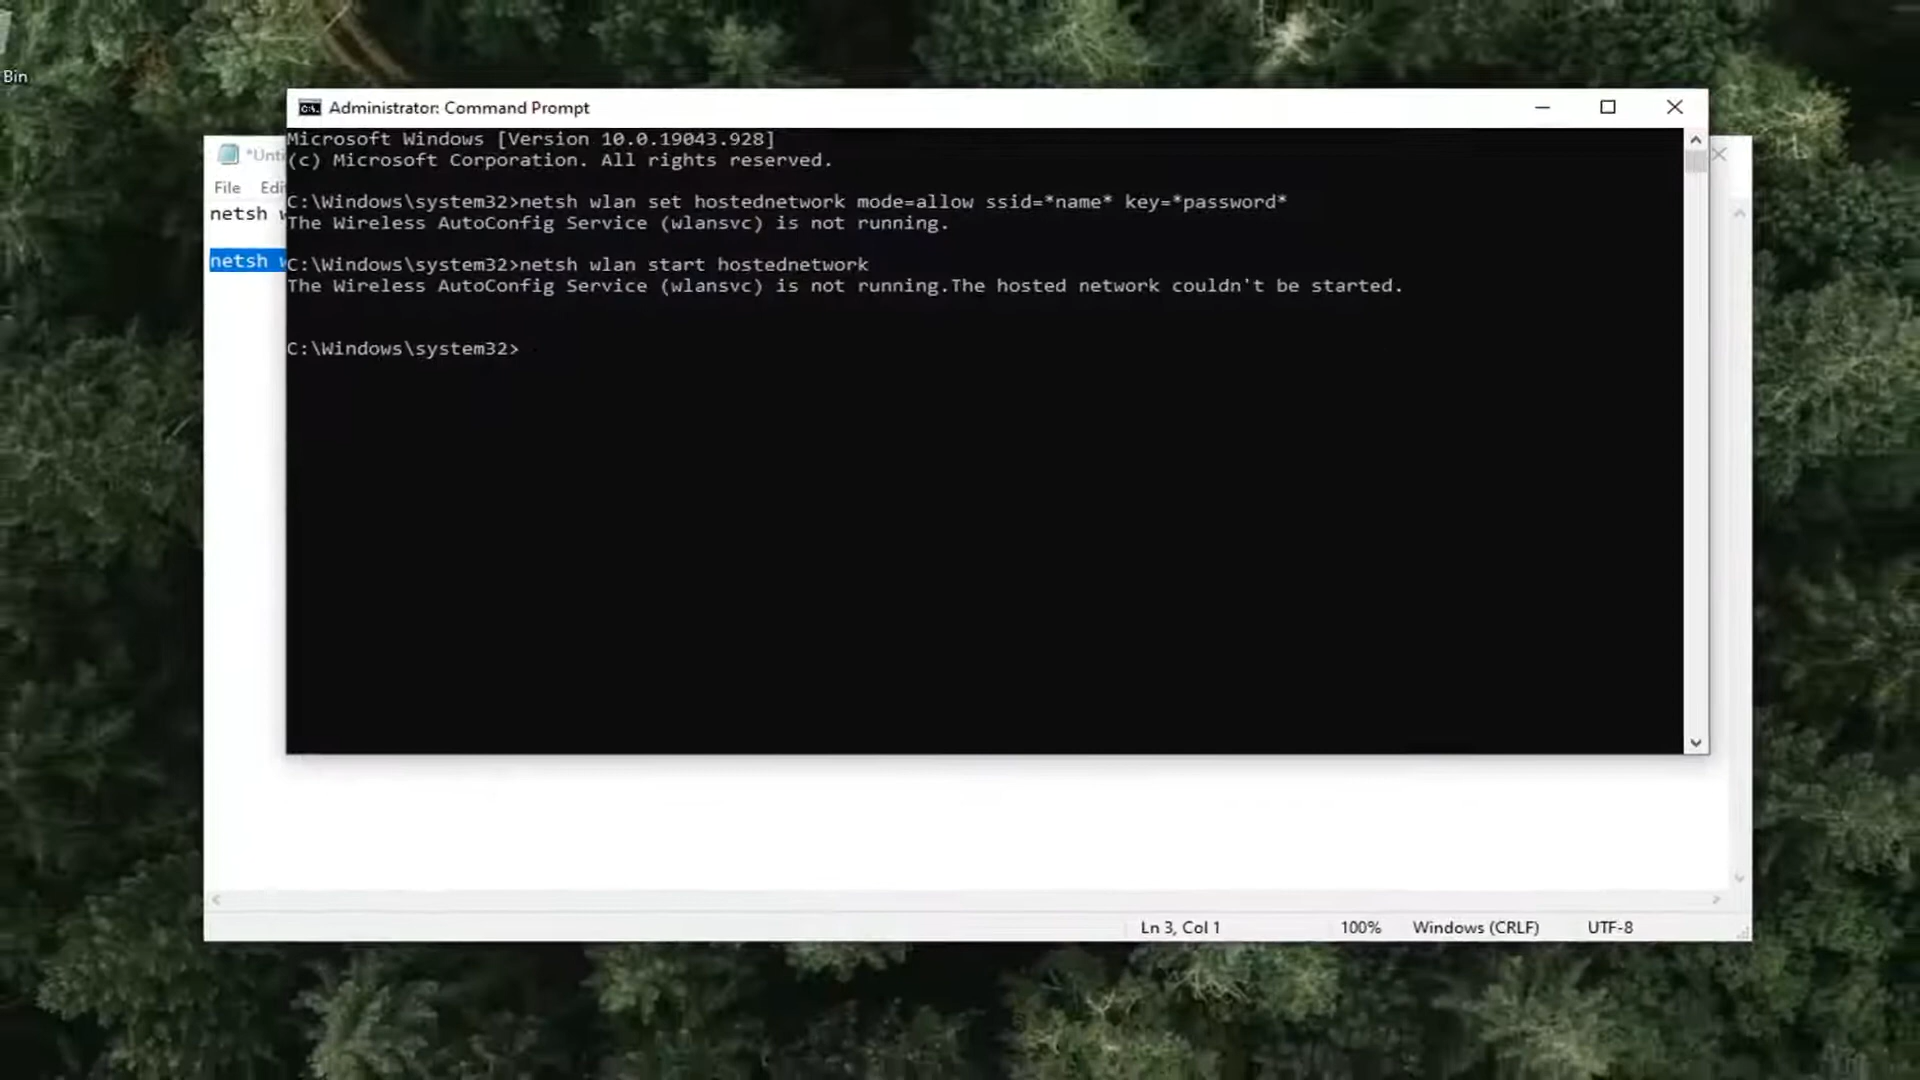 Bin
Administrator: Command Prompt
Microsoft Windows [Version 10.0.19043.928]
(c) Microsoft Corporation. All rights reserved.
C:\Windows\system32>netsh wlan set hostednetwork mode=allow ssid=*name* key=*password*
The Wireless AutoConfig Service (wlansvc) is not running.
C:\Windows\system32>netsh wlan start hostednetwork
The Wireless AutoConfig Service (wlansvc) is not running.The hosted network couldn't be started.
C:\Windows\system32>
File
netsh
netsh
Ln 3, Col 1
100%
Windows (CRLF)
UTF-8